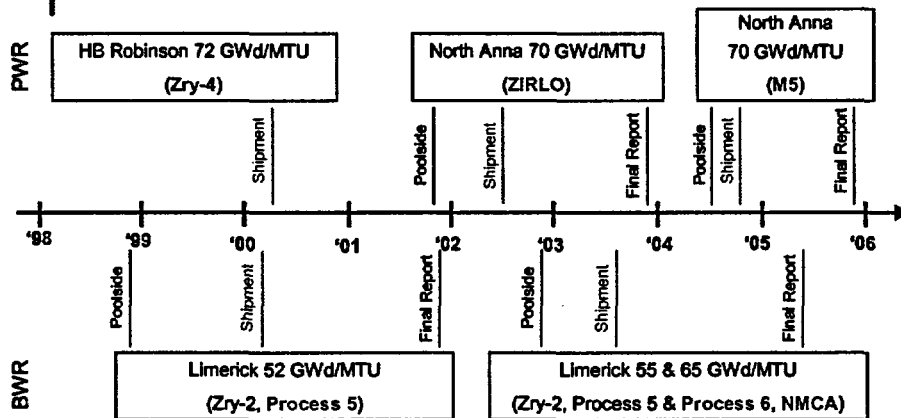 PWR
HB Robinson 72 GWd/MTU
(Zry-4)
North Anna 70 GWd/MTU
(ZIRLO)
North Anna
70 GWd/MTU
(M5)
Shipment
Poolside
Shipment
Final Report
Poolside
Shipment
Final Report
'98
'99
'00
'01
'02
'03
'04
'05
'06
Poolside
Shipment
Final Report
Poolside
Shipment
Final Report
BWR
Limerick 52 GWd/MTU
(Zry-2, Process 5)
Limerick 55 & 65 GWd/MTU
(Zry-2, Process 5 & Process 6, NMCA)